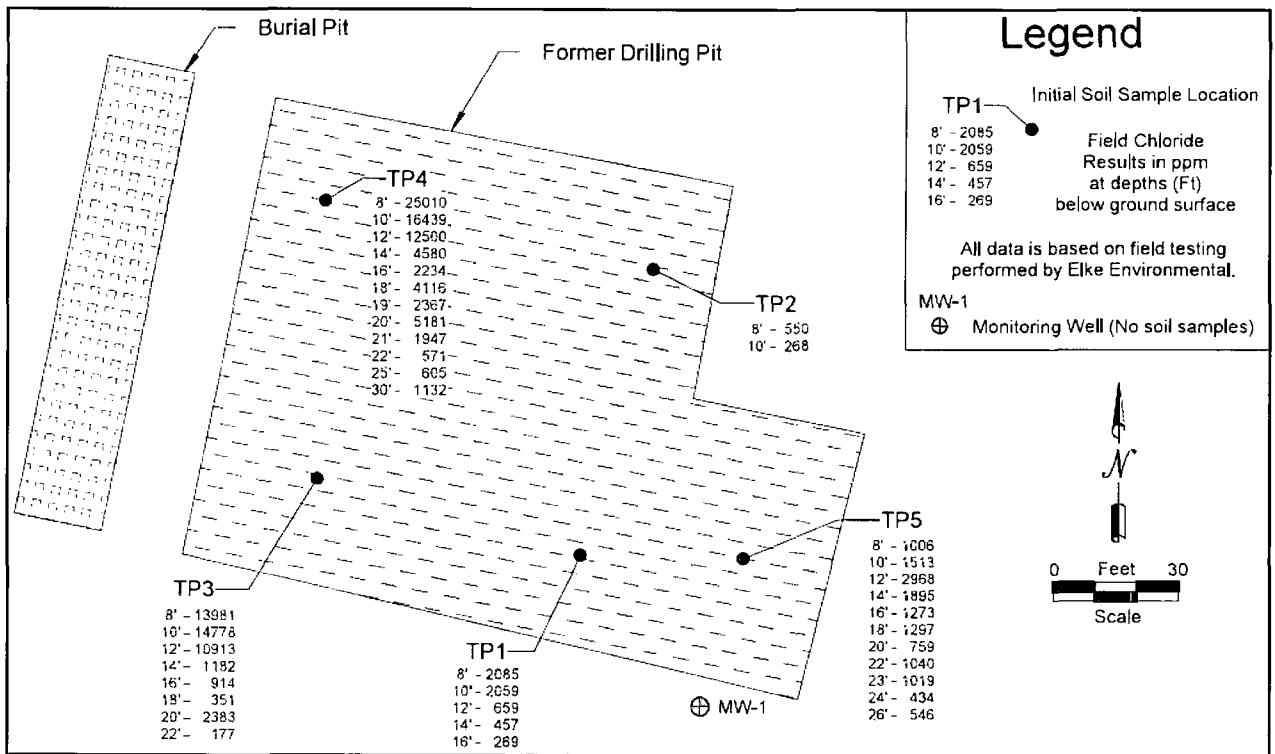 Burial Pit
Former Drilling Pit
TP4
8' - 25010
10' - 16439
12' - 12500
14' - 4580
16' - 2234
18' - 4116
19' - 2367
20' - 5181
21' - 1947
22' - 571
25' - 605
30' - 1132
TP2
8' - 550
10' - 268
TP3
8' - 13981
10' - 14778
12' - 10913
14' - 1182
16' - 914
18' - 351
20' - 2383
22' - 177
TP1
8' - 2085
10' - 2059
12' - 659
14' - 457
16' - 269
TP5
8' - 1006
10' - 1513
12' - 2968
14' - 1895
16' - 1273
18' - 1297
20' - 759
22' - 1040
23' - 1019
24' - 434
26' - 546
MW-1
Legend
TP1
8' - 2085
10' - 2059
12' - 659
14' - 457
16' - 269
Initial Soil Sample Location
Field Chloride
Results in ppm
at depths (Ft)
below ground surface
All data is based on field testing
performed by Elke Environmental.
MW-1
Monitoring Well (No soil samples)
N
0 Feet 30
Scale